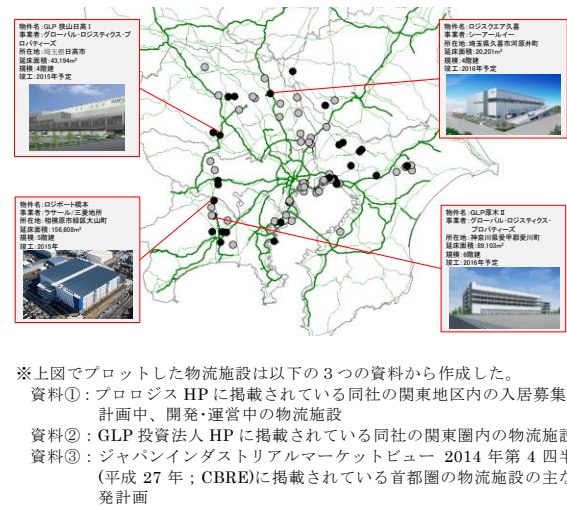 物件名:GLP 狭山日高Ⅰ
事業者:グローバル・ロジスティックス・プ
ロパティーズ
所在地:埼玉県日高市
延床面積:43,194m²
規模:4階建
竣工:2015年予定
物件名:ロジスクエア久喜
事業者:シーアールイー
所在地:埼玉県久喜市河原井町
延床面積:20,201m²
規模:4階建
竣工:2016年予定
物件名:ロジポート橋本
事業者:ラサール/三菱地所
所在地:相模原市緑区大山町
延床面積:156,608m²
規模:5階建
竣工:2015年
物件名:GLP厚木Ⅱ
事業者:グローバル・ロジスティクス・
プロパティーズ
所在地:神奈川県愛甲郡愛川町
延床面積:89,103m²
規模:6階建
竣工:2016年予定
※上図でプロットした物流施設は以下の３つの資料から作成した。
資料①：プロロジス HP に掲載されている同社の関東地区内の入居募集
計画中、開発・運営中の物流施設
資料②：GLP 投資法人 HP に掲載されている同社の関東圏内の物流施設
資料③：ジャパンインダストリアルマーケットビュー 2014 年第 4 四半
(平成 27 年；CBRE)に掲載されている首都圏の物流施設の主な
発計画